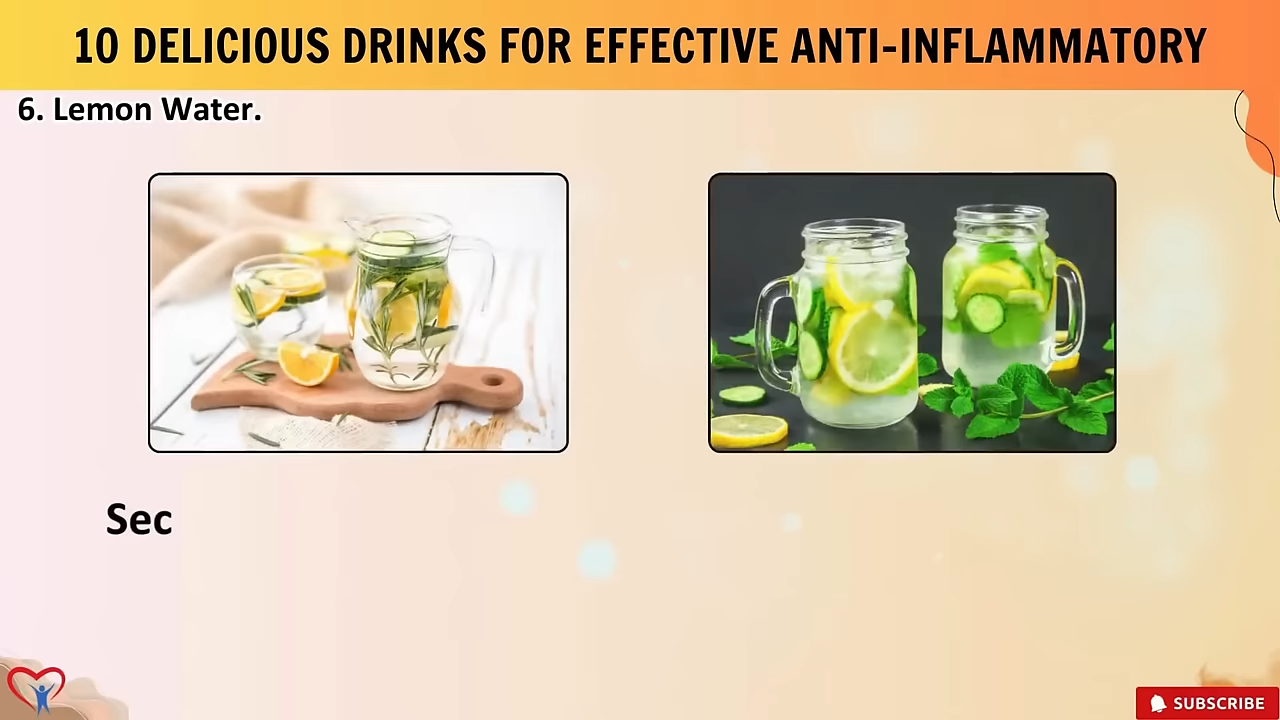 10 DELICIOUS DRINKS FOR EFFECTIVE ANTI-INFLAMMATORY
6. Lemon Water.
Sec
SUBSCRIBE